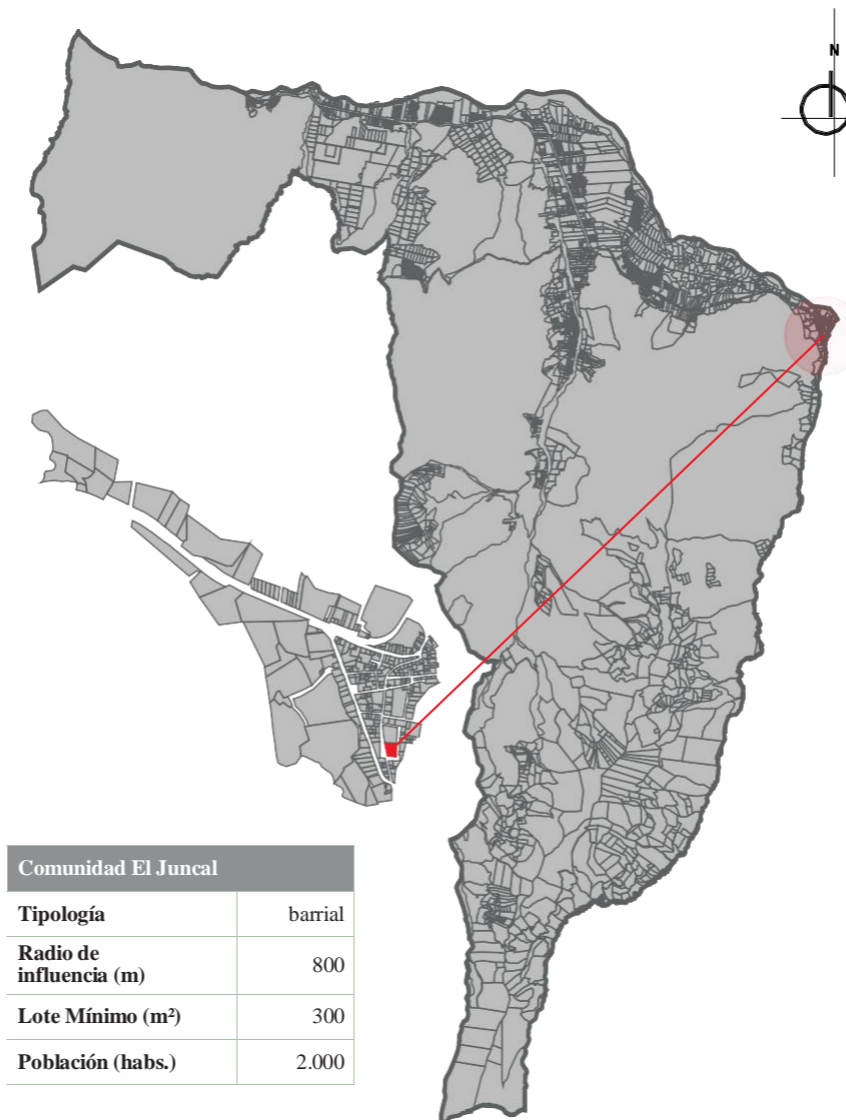 N
Comunidad El Juncal
Tipología barrial
Radio de
influencia (m) 800
Lote Mínimo (m²) 300
Población (habs.) 2.000